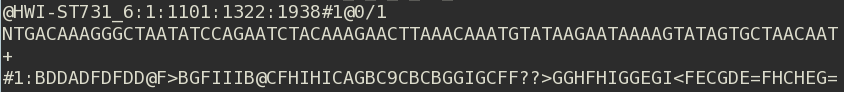 @HWI-ST731_6:1:1101:1322:1938#1@0/1
NTGACAAAGGGCTAATATCCAGAATCTACAAAGAACTTAAACAAATGTATAAGAATAAAAGTATAGTGCTAACAAT
+
#1:BDDADFDFDD@F>BGFIIIB@CFHIHICAGBC9CBCBGGIGCFF??>GGHFHIGGEGI<FECGDE=FHCHEG=